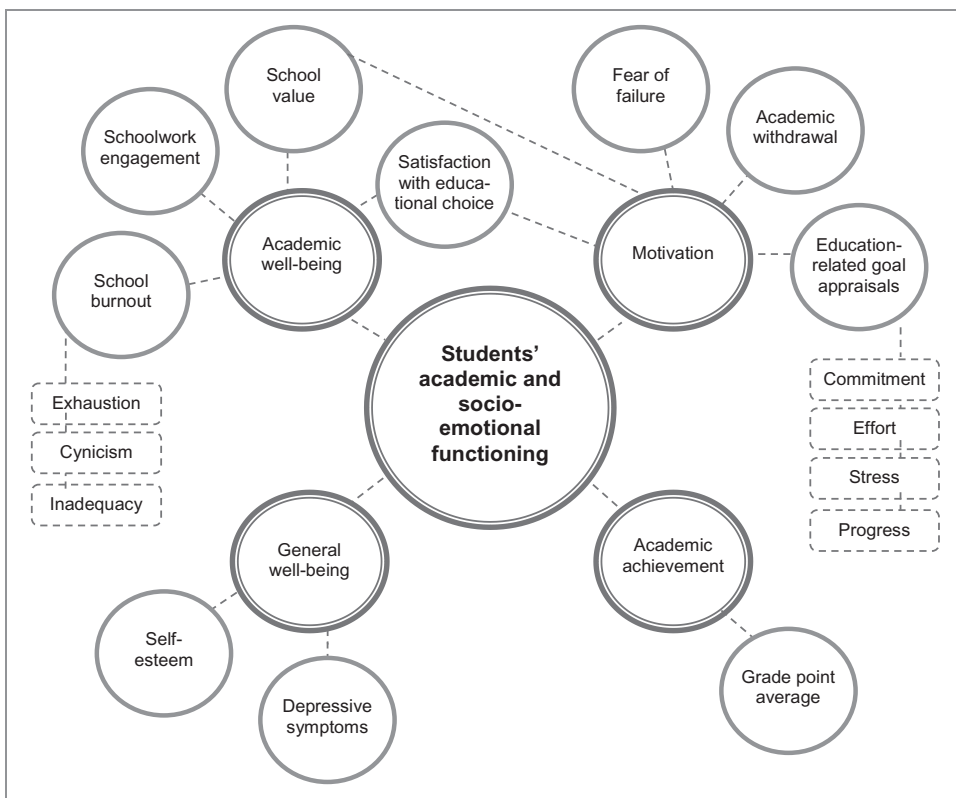 School
value
Fear of
failure
Academic
withdrawal
Schoolwork
engagement
Satisfaction
with educa-
tional choice
Academic
well-being
Motivation
Education-
related goal
appraisals
School
burnout
Students’
academic and
socio-
emotional
functioning
Exhaustion
Cynicism
Inadequacy
Commitment
Effort
Stress
Progress
General
well-being
Academic
achievement
Self-
esteem
Depressive
symptoms
Grade point
average